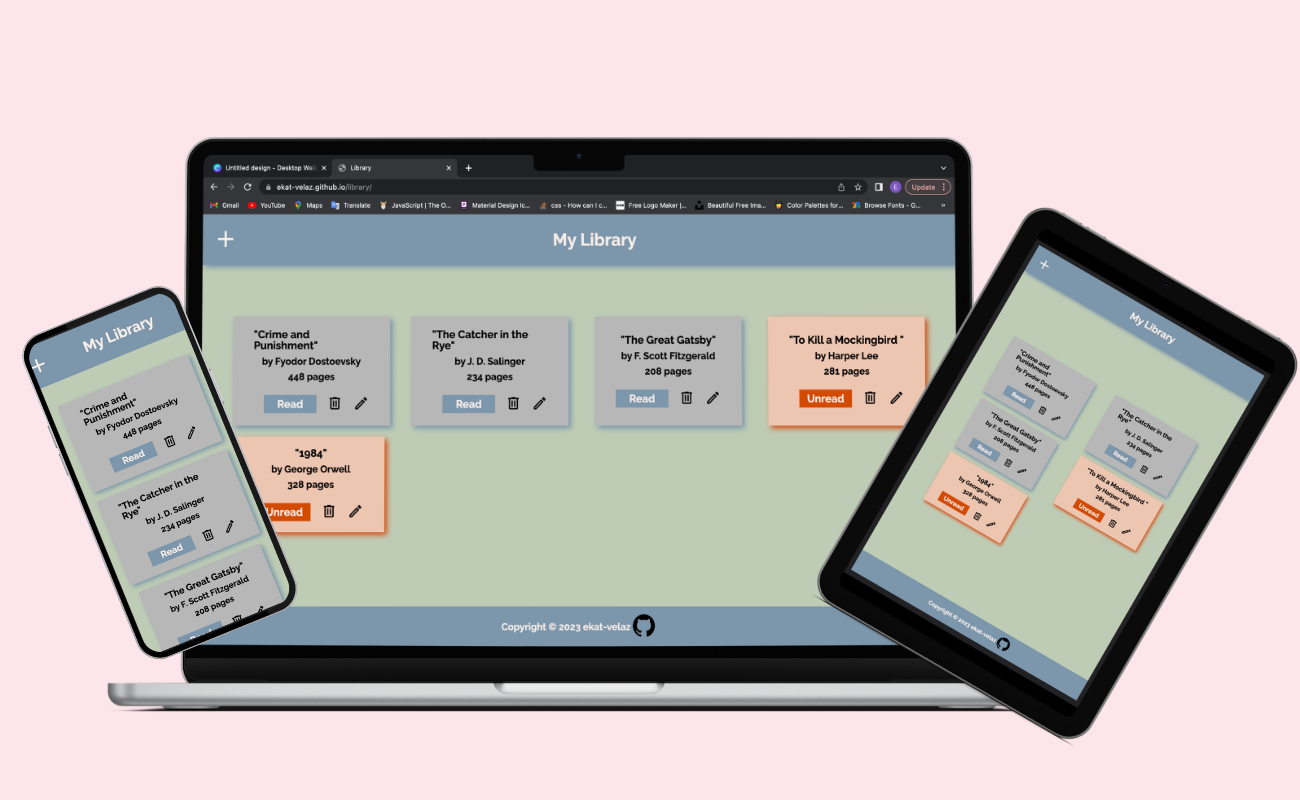 Untitled design - Desktop Wal
Library
ekat-velaz.github.io/library/
E
Update
Gmail
YouTube
Maps
Translate
JavaScript | The O...
Material Design Ic...
css - How can I c...
Free Logo Maker |...
Beautiful Free Ima...
Color Palettes for...
Browse Fonts - G...
»
My Library
"Crime and
Punishment"
by Fyodor Dostoevsky
448 pages
Read
"The Catcher in the
Rye"
by J. D. Salinger
234 pages
Read
"The Great Gatsby"
by F. Scott Fitzgerald
208 pages
Read
"To Kill a Mockingbird "
by Harper Lee
281 pages
Unread
"1984"
by George Orwell
328 pages
Unread
Copyright © 2023 ekat-velaz
My Library
"Crime and
Punishment"
by Fyodor Dostoevsky
448 pages
Read
"The Catcher in the
Rye"
by J. D. Salinger
234 pages
Read
"The Great Gatsby"
by F. Scott Fitzgerald
208 pages
My Library
"Crime and
Punishment"
by Fyodor Dostoevsky
448 pages
Read
"The Catcher in the
Rye"
by J. D. Salinger
234 pages
Read
"The Great Gatsby"
by F. Scott Fitzgerald
208 pages
Read
"To Kill a Mockingbird "
by Harper Lee
281 pages
Unread
"1984"
by George Orwell
328 pages
Unread
Copyright © 2023 ekat-velaz